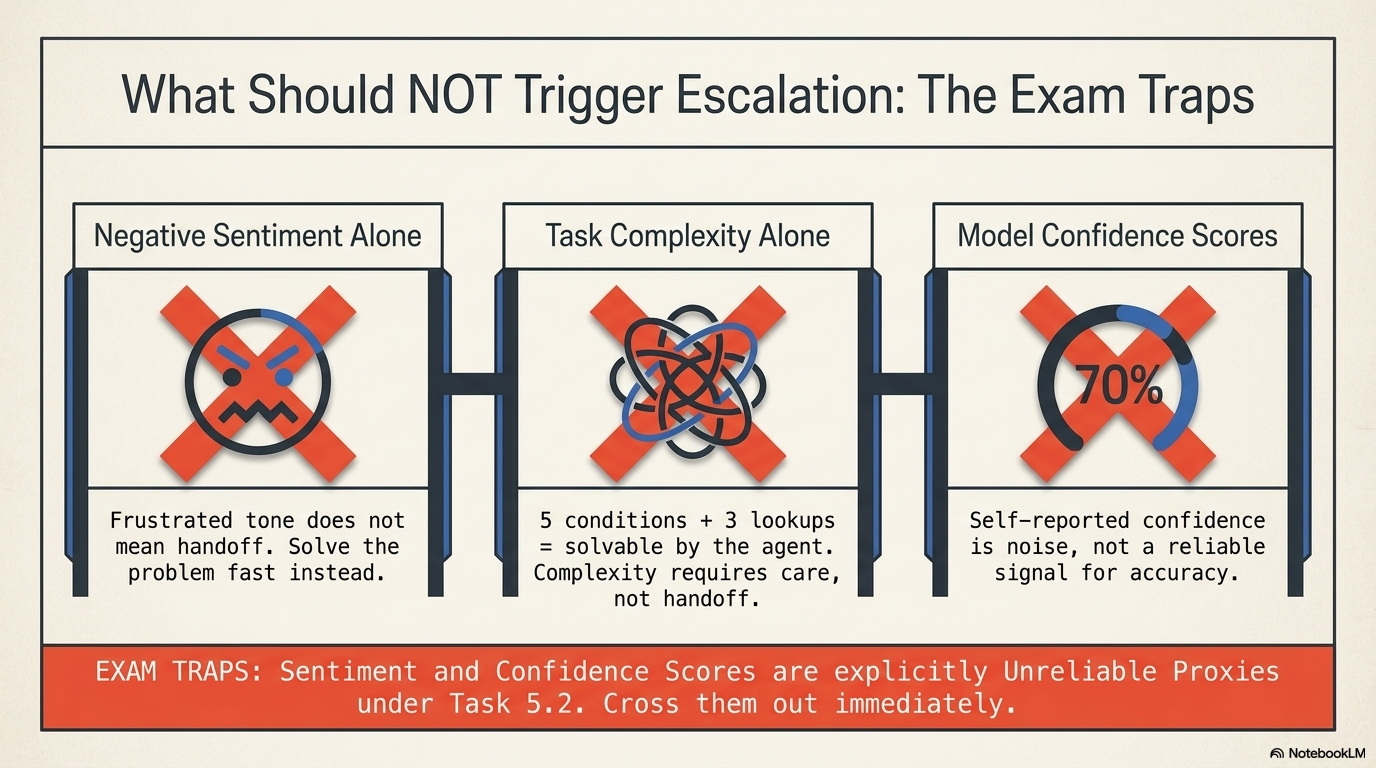 What Should NOT Trigger Escalation: The Exam Traps
Negative Sentiment Alone
Frustrated tone does not
mean handoff. Solve the
problem fast instead.
Task Complexity Alone
5 conditions + 3 lookups
= solvable by the agent.
Complexity requires care,
not handoff.
Model Confidence Scores
70%
Self-reported confidence
is noise, not a reliable
signal for accuracy.
EXAM TRAPS: Sentiment and Confidence Scores are explicitly Unreliable Proxies
under Task 5.2. Cross them out immediately.
NotebookLM